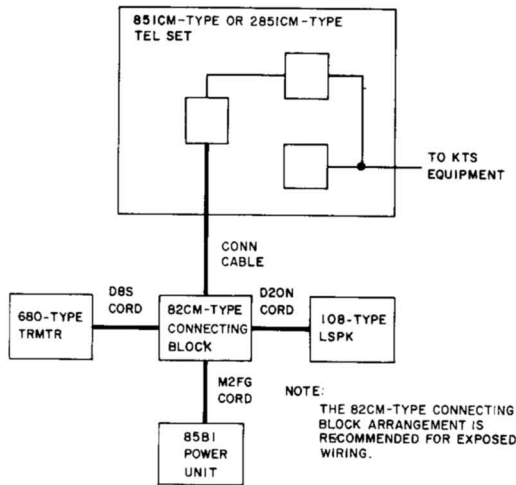 851CM-TYPE OR 2851CM-TYPE
TEL SET
TO KTS
EQUIPMENT
CONN
CABLE
D8S
CORD
D20N
CORD
680-TYPE
TRMTR
82CM-TYPE
CONNECTING
BLOCK
108-TYPE
LSPK
M2FG
CORD
85B1
POWER
UNIT
NOTE:
THE 82CM-TYPE CONNECTING
BLOCK ARRANGEMENT IS
RECOMMENDED FOR EXPOSED
WIRING.